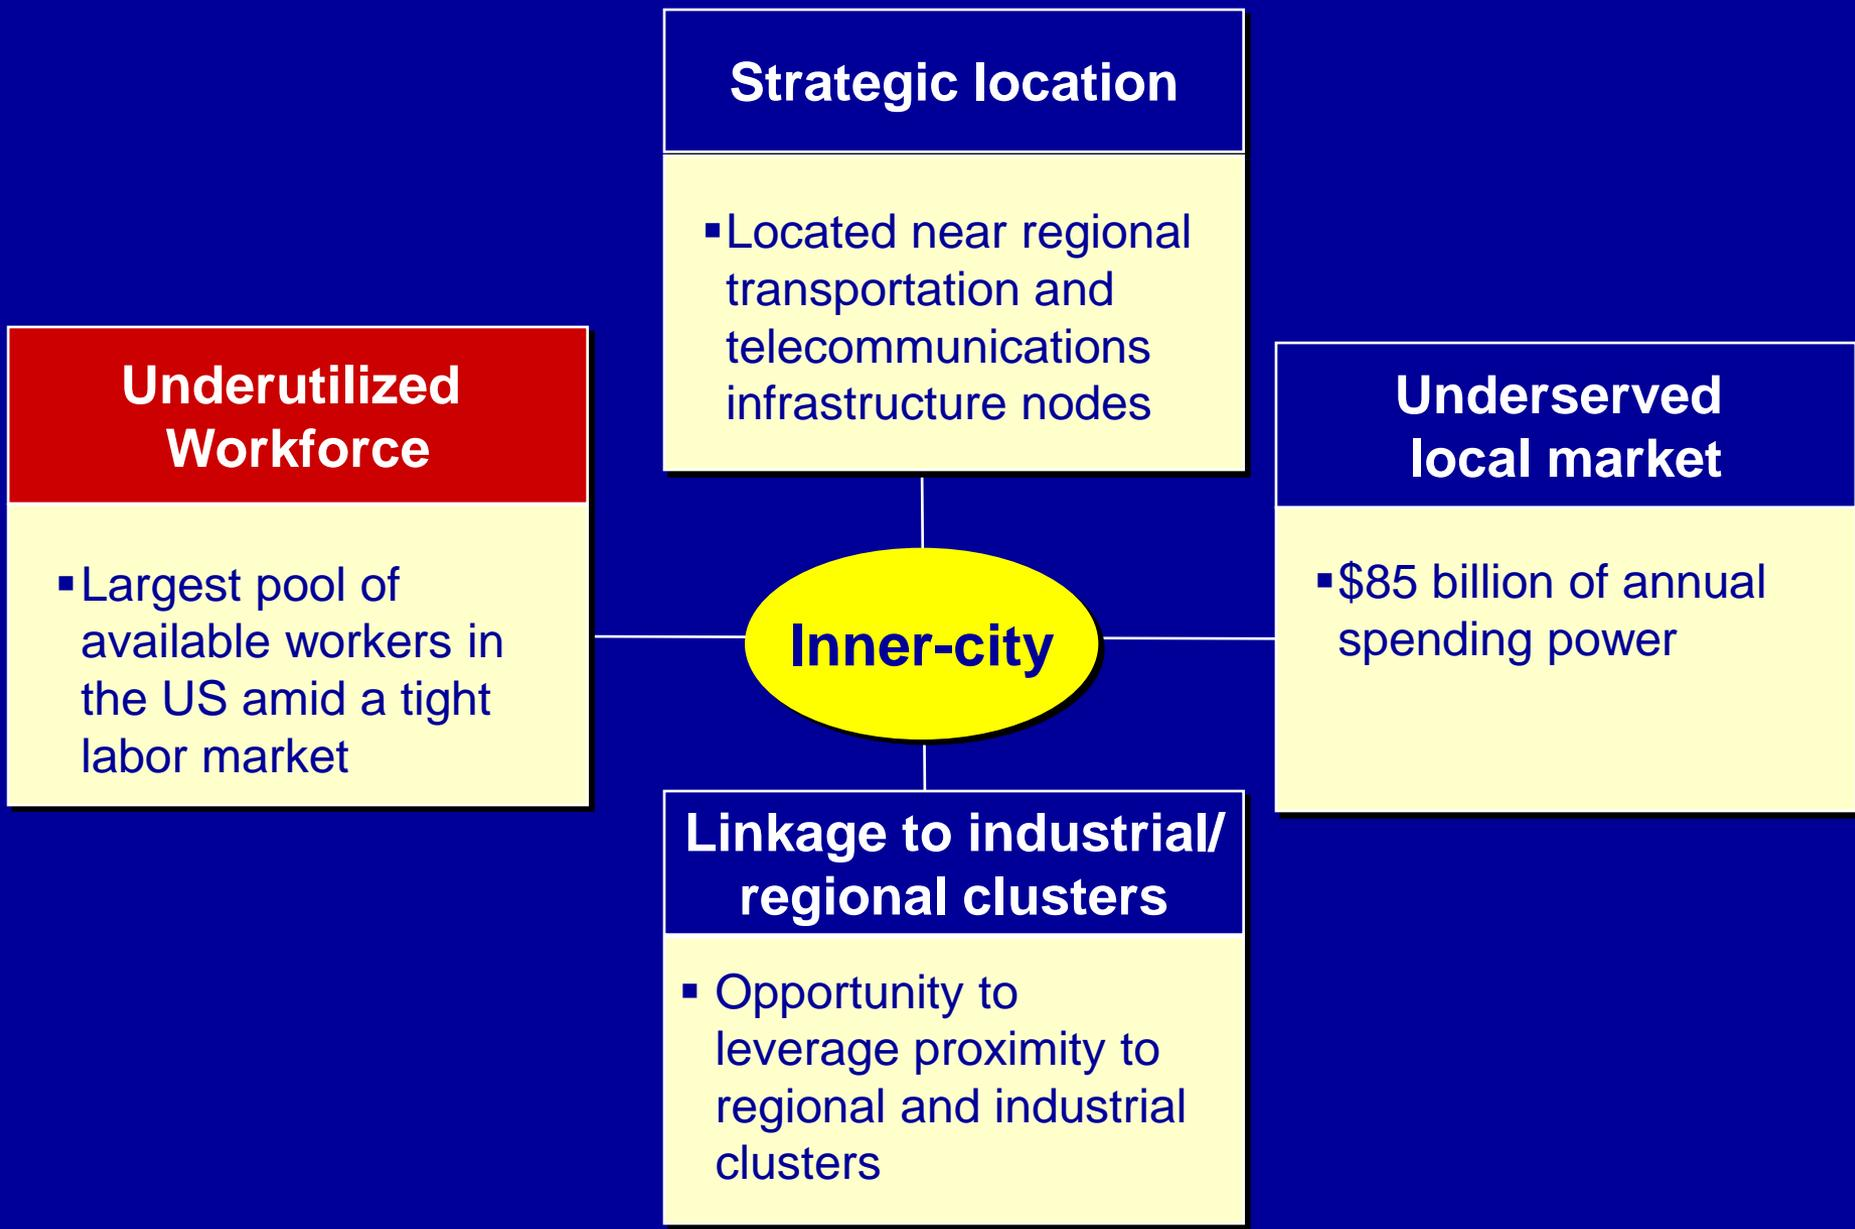 Strategic location
▪Located near regional
transportation and
telecommunications
infrastructure nodes
Underutilized
Workforce
▪Largest pool of
available workers in
the US amid a tight
labor market
Inner-city
Underserved
local market
▪$85 billion of annual
spending power
Linkage to industrial/
regional clusters
▪ Opportunity to
leverage proximity to
regional and industrial
clusters